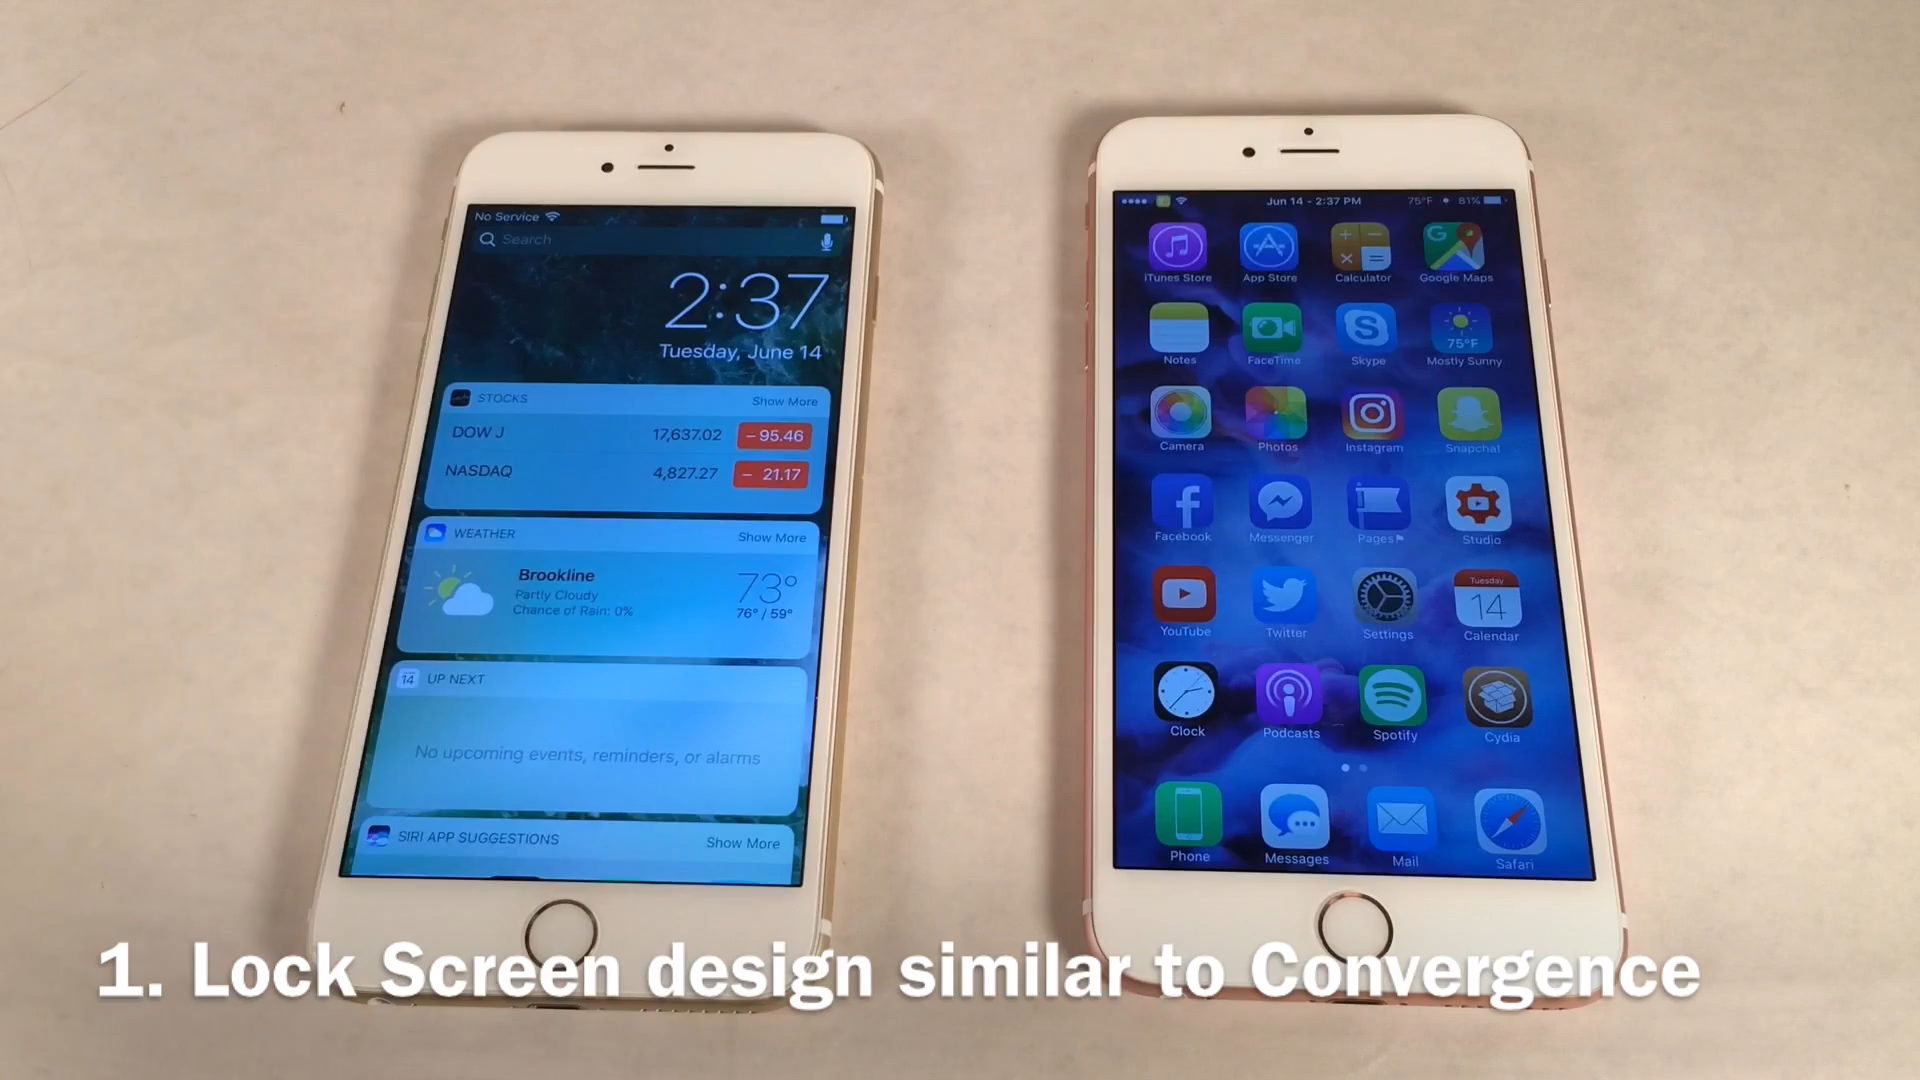 No Service
Search
2:37
Tuesday, June 14
STOCKS Show More
DOW J 17,637.02 -95.46
NASDAQ 4,827.27 - 21.17
WEATHER Show More
Brookline
Partly Cloudy
Chance of Rain: 0%
73°
76° / 59°
14 UP NEXT
No upcoming events, reminders, or alarms
SIRI APP SUGGESTIONS Show More
Jun 14 - 2:37 PM 75°F 81%
iTunes Store App Store Calculator Google Maps
75°F
Notes FaceTime Skype Mostly Sunny
Camera Photos Instagram Snapchat
Facebook Messenger Pages Studio
Tuesday
14
YouTube Twitter Settings Calendar
Clock Podcasts Spotify Cydia
Phone Messages Mail Safari
1. Lock Screen design similar to Convergence